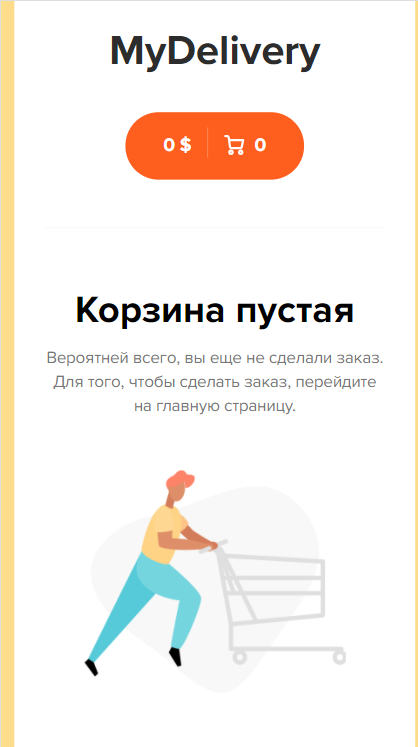 MyDelivery
0 $ 0
Корзина пустая
Вероятней всего, вы еще не сделали заказ.
Для того, чтобы сделать заказ, перейдите
на главную страницу.